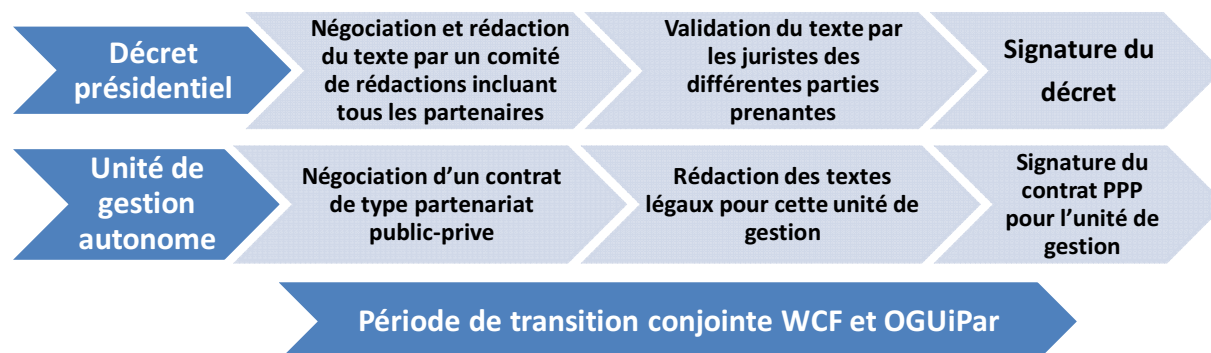 Décret
présidentiel
Négociation et rédaction
du texte par un comité
de rédactions incluant
tous les partenaires
Validation du texte par
les juristes des
différentes parties
prenantes
Signature du
décret
Unité de
gestion
autonome
Négociation d’un contrat
de type partenariat
public-prive
Rédaction des textes
légaux pour cette unité de
gestion
Signature du
contrat PPP
pour l’unité de
gestion
Période de transition conjointe WCF et OGUiPar